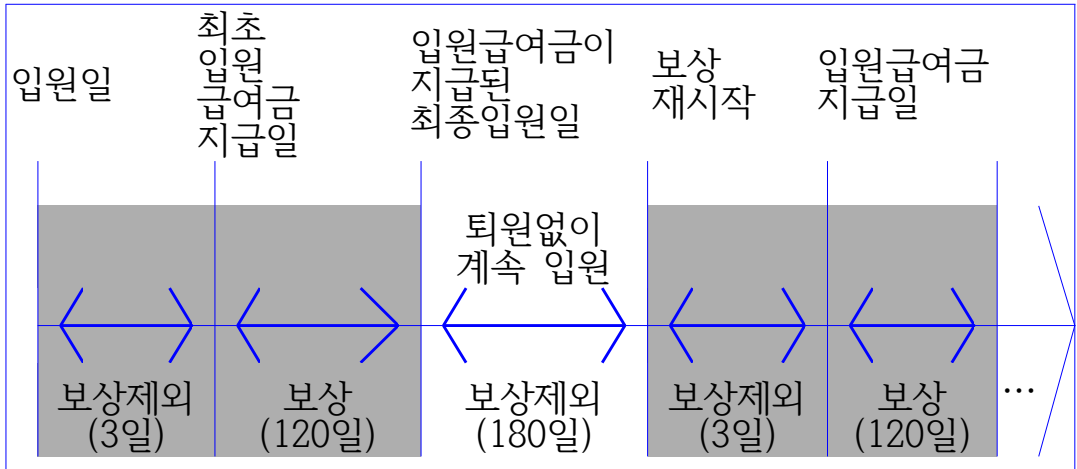 입원일
최초
입원
급여금
지급일
입원급여금이
지급된
최종입원일
보상
재시작
입원급여금
지급일
퇴원없이
계속 입원
보상제외
(3일)
보상
(120일)
보상제외
(180일)
보상제외
(3일)
보상
(120일)
…